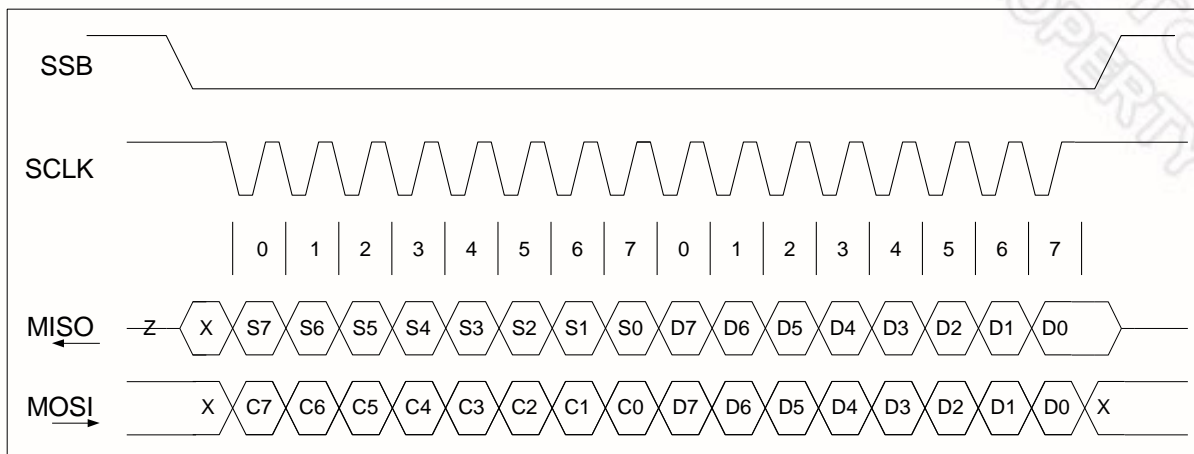 SSB
SCLK
0 1 2 3 4 5 6 7 0 1 2 3 4 5 6 7
MISO Z X S7 S6 S5 S4 S3 S2 S1 S0 D7 D6 D5 D4 D3 D2 D1 D0
MOSI X C7 C6 C5 C4 C3 C2 C1 C0 D7 D6 D5 D4 D3 D2 D1 D0 X